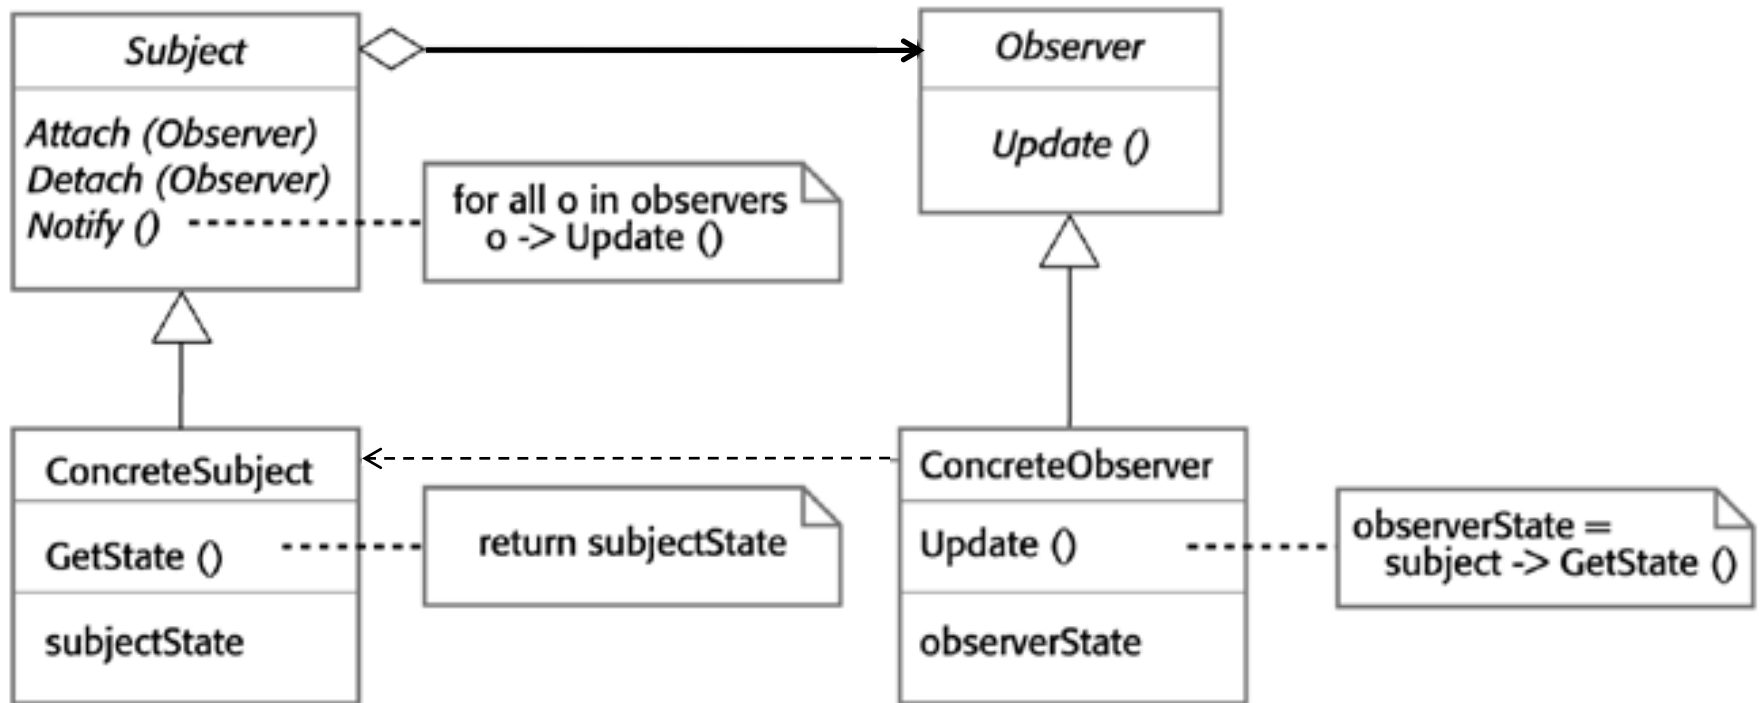 Subject
Attach (Observer)
Detach (Observer)
Notify ()
for all o in observers
o -> Update ()
Observer
Update ()
ConcreteSubject
GetState ()
subjectState
return subjectState
ConcreteObserver
Update ()
observerState
observerState =
subject -> GetState ()